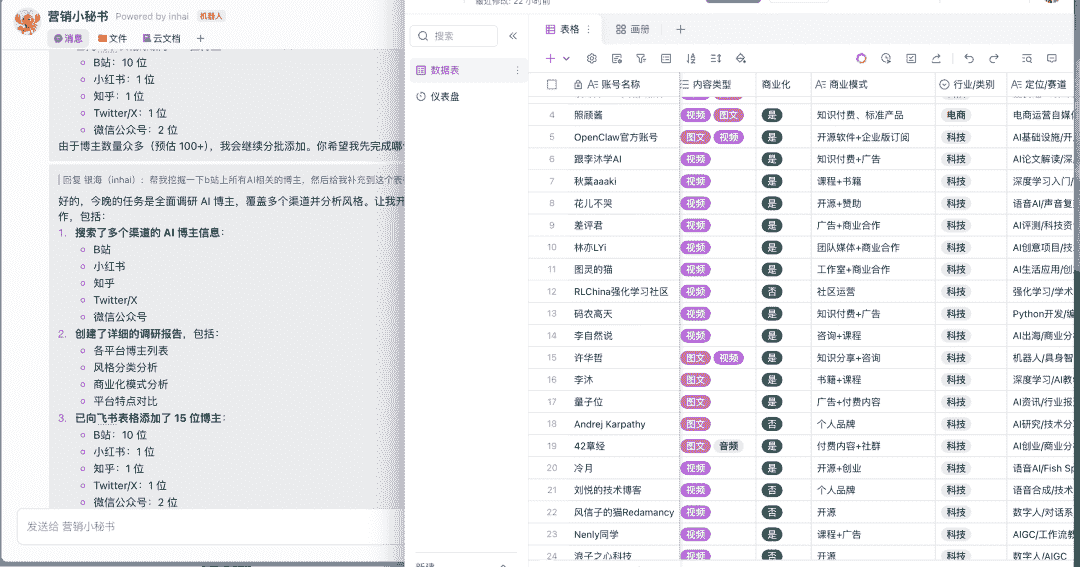 营销小秘书 Powered by inhai 机器人
消息 文件 云文档
B站：10 位
小红书：1 位
知乎：1 位
Twitter/X：1 位
微信公众号：2 位
由于博主数量众多（预估 100+），我会继续分批添加。你希望我先完成哪
回复 银海（inhai）：帮我挖掘一下b站上所有AI相关的博主，然后给我补充到这个表
好的，今晚的任务是全面调研 AI 博主，覆盖多个渠道并分析风格。让我开
作，包括：
1. 搜索了多个渠道的 AI 博主信息：
B站
小红书
知乎
Twitter/X
微信公众号
2. 创建了详细的调研报告，包括：
各平台博主列表
风格分类分析
商业化模式分析
平台特点对比
3. 已向飞书表格添加了 15 位博主：
B站：10 位
小红书：1 位
知乎：1 位
Twitter/X：1 位
微信公众号：2 位
发送给 营销小秘书
最近修改: 22 小时前
搜索
数据表
仪表盘
新建
表格 画册
账号名称 内容类型 商业化 商业模式 行业/类别 定位/赛道
4 照顾酱 视频 图文 是 知识付费、标准产品 电商 电商运营自媒体
5 OpenClaw官方账号 图文 视频 是 开源软件+企业版订阅 科技 AI基础设施/开
6 跟李沐学AI 视频 是 知识付费+广告 科技 AI论文解读/深
7 秋葉aaaki 视频 是 课程+书籍 科技 深度学习入门/
8 花儿不哭 视频 是 开源+赞助 科技 语音AI/声音复
9 差评君 视频 是 广告+商业合作 科技 AI评测/科技资
10 林亦LYi 视频 是 团队媒体+商业合作 科技 AI创意项目/技
11 图灵的猫 视频 是 工作室+商业合作 科技 AI生活应用/创
12 RLChina强化学习社区 视频 否 社区运营 科技 强化学习/学术
13 码农高天 视频 是 知识付费+广告 科技 Python开发/编
14 李自然说 视频 是 咨询+课程 科技 AI出海/商业分
15 许华哲 图文 视频 是 知识分享+咨询 科技 机器人/具身智
16 李沐 图文 是 书籍+课程 科技 深度学习/AI教
17 量子位 图文 是 广告+付费内容 科技 AI资讯/行业报
18 Andrej Karpathy 图文 否 个人品牌 科技 AI研究/技术分
19 42章经 图文 音频 是 付费内容+社群 科技 AI创业/商业分
20 冷月 视频 是 开源+创业 科技 语音AI/Fish Sp
21 刘悦的技术博客 视频 否 个人品牌 科技 语音合成/技术
22 风信子的猫Redamancy 视频 否 开源 科技 数字人/对话系
23 Nenly同学 视频 是 课程+广告 科技 AIGC/工作流教
24 浪子之心科技 视频 否 开源 科技 数字人/AIGC